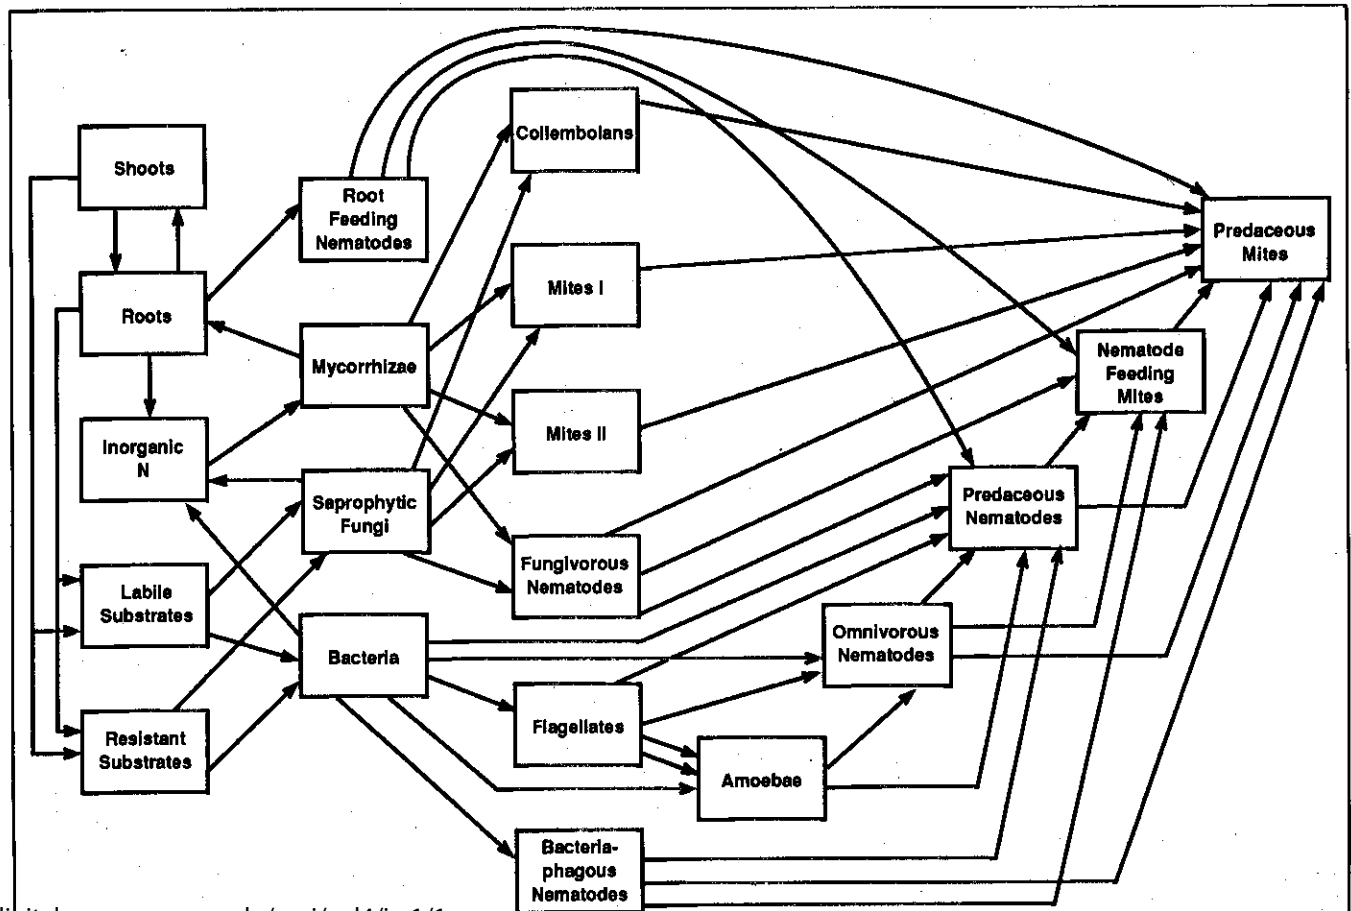 Collembolans
Shoots
Root
Feeding
Nematodes
Predaceous
Mites
Mites I
Roots
Mycorrhizae
Nematode
Feeding
Mites
Inorganic
N
Mites II
Saprophytic
Fungi
Predaceous
Nematodes
Labile
Substrates
Fungivorous
Nematodes
Bacteria
Omnivorous
Nematodes
Resistant
Substrates
Flagellates
Amoebae
Bacteria-
phagous
Nematodes